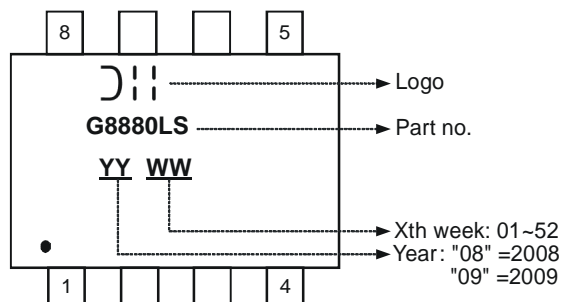 8 5
Logo
G8880LS Part no.
YY WW
Xth week: 01~52
Year: "08" =2008
"09" =2009
1 4